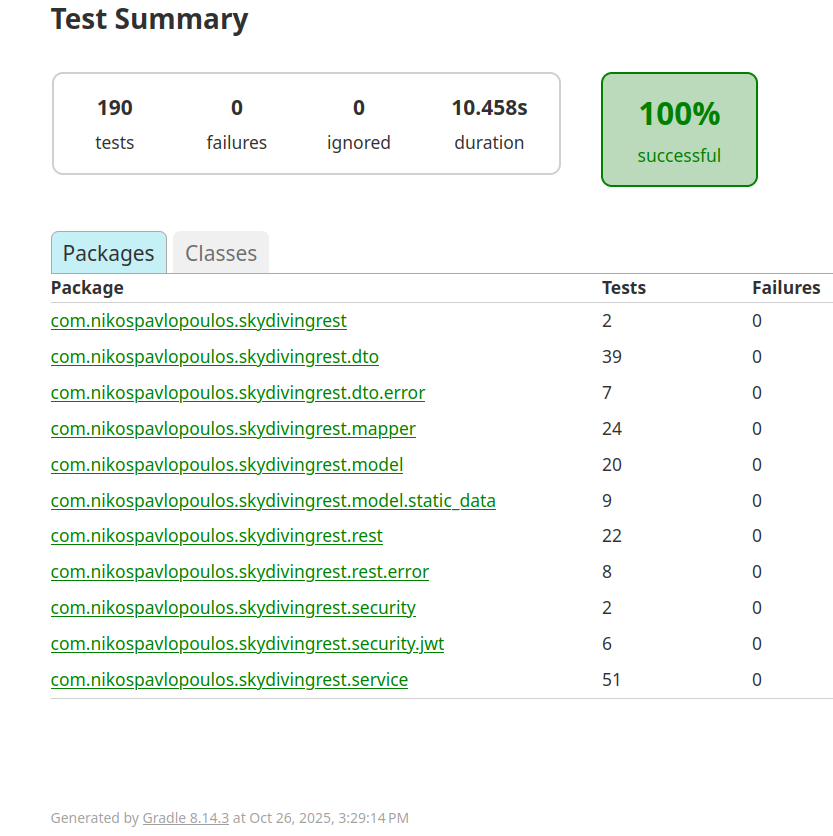 Test Summary
190 0 0 10.458s
tests failures ignored duration
100%
successful
Packages Classes
Package Tests Failures
com.nikospavlopoulos.skydivingrest 2 0
com.nikospavlopoulos.skydivingrest.dto 39 0
com.nikospavlopoulos.skydivingrest.dto.error 7 0
com.nikospavlopoulos.skydivingrest.mapper 24 0
com.nikospavlopoulos.skydivingrest.model 20 0
com.nikospavlopoulos.skydivingrest.model.static_data 9 0
com.nikospavlopoulos.skydivingrest.rest 22 0
com.nikospavlopoulos.skydivingrest.rest.error 8 0
com.nikospavlopoulos.skydivingrest.security 2 0
com.nikospavlopoulos.skydivingrest.security.jwt 6 0
com.nikospavlopoulos.skydivingrest.service 51 0
Generated by Gradle 8.14.3 at Oct 26, 2025, 3:29:14 PM